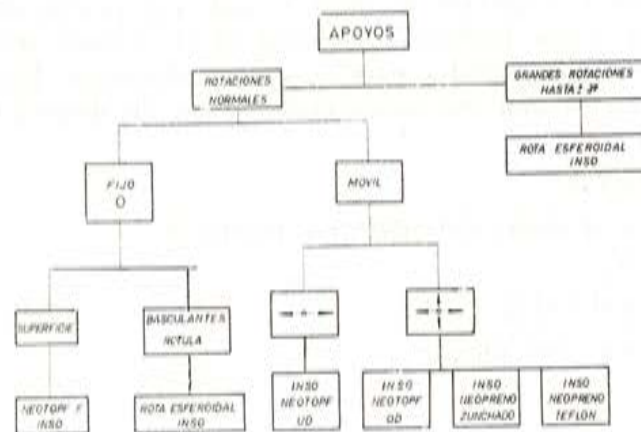 APOYOS
ROTACIONES
NORMALES
GRANDES ROTACIONES
HASTA
ROTA ESFEROIDAL
INSO
FIJO
MOVIL
SUPERFICIE
BASCULANTES
ROTULA
NEOTOPF F
INSO
ROTA ESFEROIDAL
INSO
INSO
NEOTOPF
UD
INSO
NEOTOPF
OD
INSO
NEOPRENO
ZUNCHADO
INSO
NEOPRENO
TEFLON